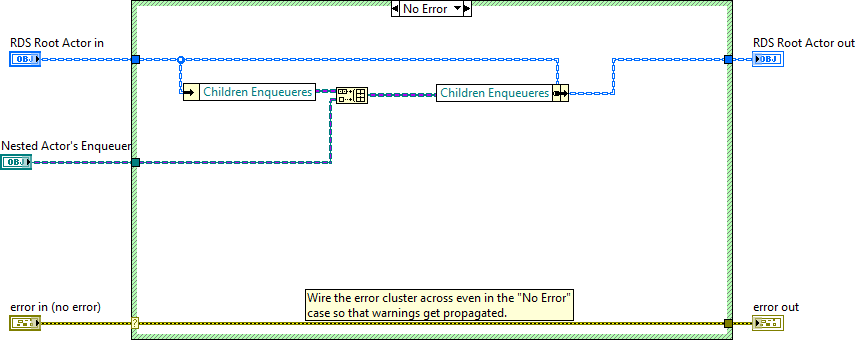 No Error
RDS Root Actor in
OBJ
RDS Root Actor out
OBJ
Children Enqueueres
Children Enqueueres
Nested Actor's Enqueuer
OBJ
Wire the error cluster across even in the "No Error"
case so that warnings get propagated.
error in (no error)
?
error out